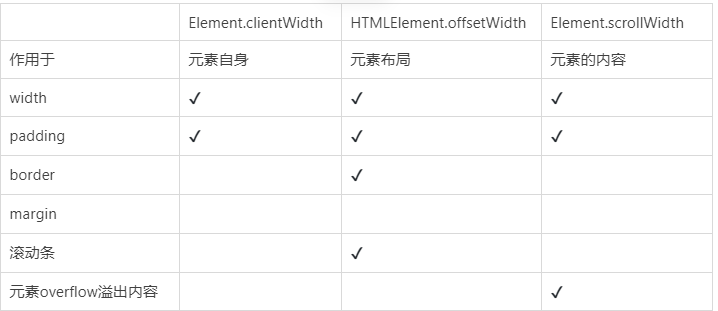 Element.clientWidth HTMLElement.offsetWidth Element.scrollWidth
作用于 元素自身 元素布局 元素的内容
width ✓ ✓ ✓
padding ✓ ✓ ✓
border ✓
margin
滚动条 ✓
元素overflow溢出内容 ✓